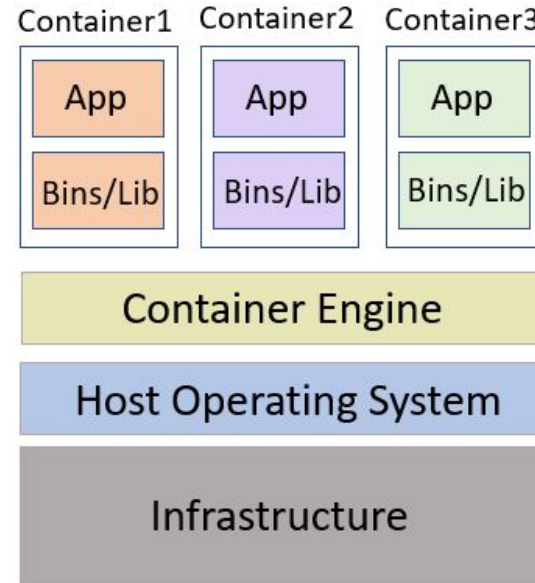 Container1 Container2 Container3
App App App
Bins/Lib Bins/Lib Bins/Lib
Container Engine
Host Operating System
Infrastructure